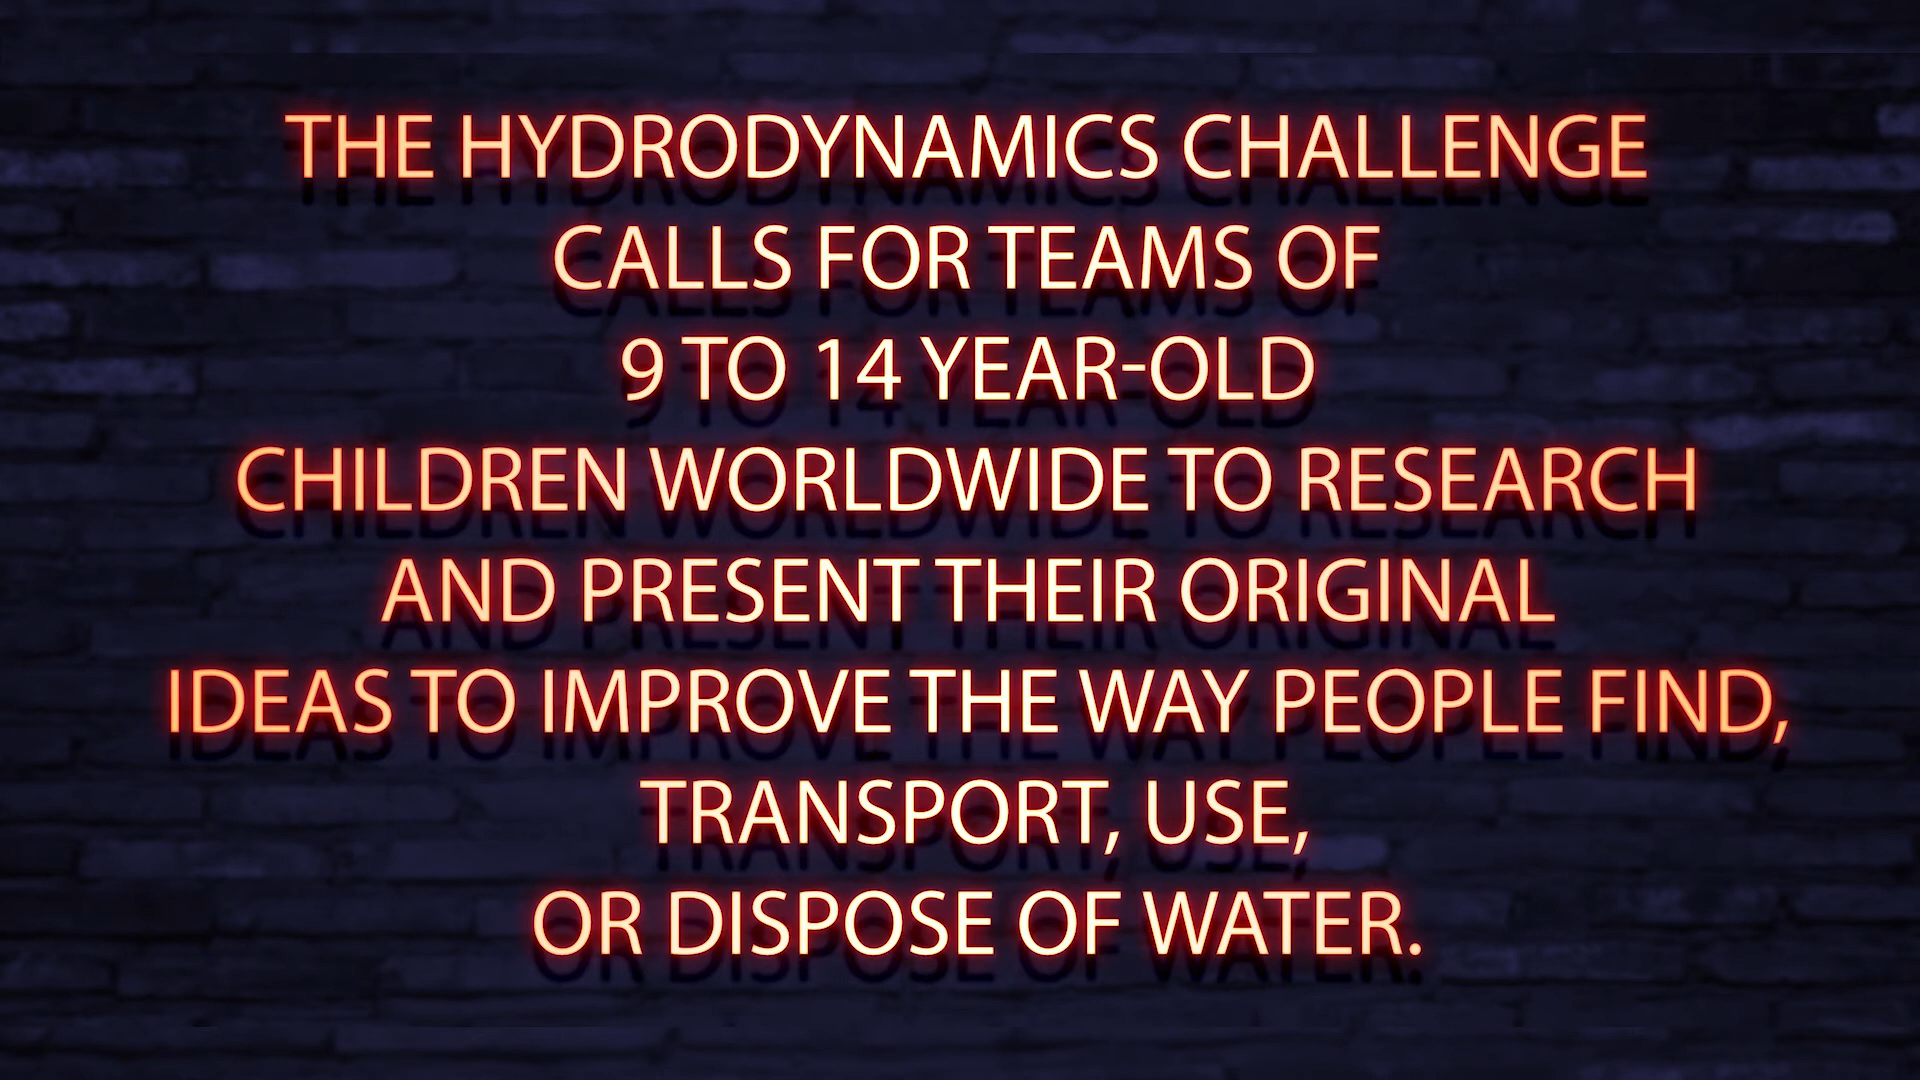 THE HYDRODYNAMICS CHALLENGE
CALLS FOR TEAMS OF
9 TO 14 YEAR-OLD
CHILDREN WORLDWIDE TO RESEARCH
AND PRESENT THEIR ORIGINAL
IDEAS TO IMPROVE THE WAY PEOPLE FIND,
TRANSPORT, USE,
OR DISPOSE OF WATER.